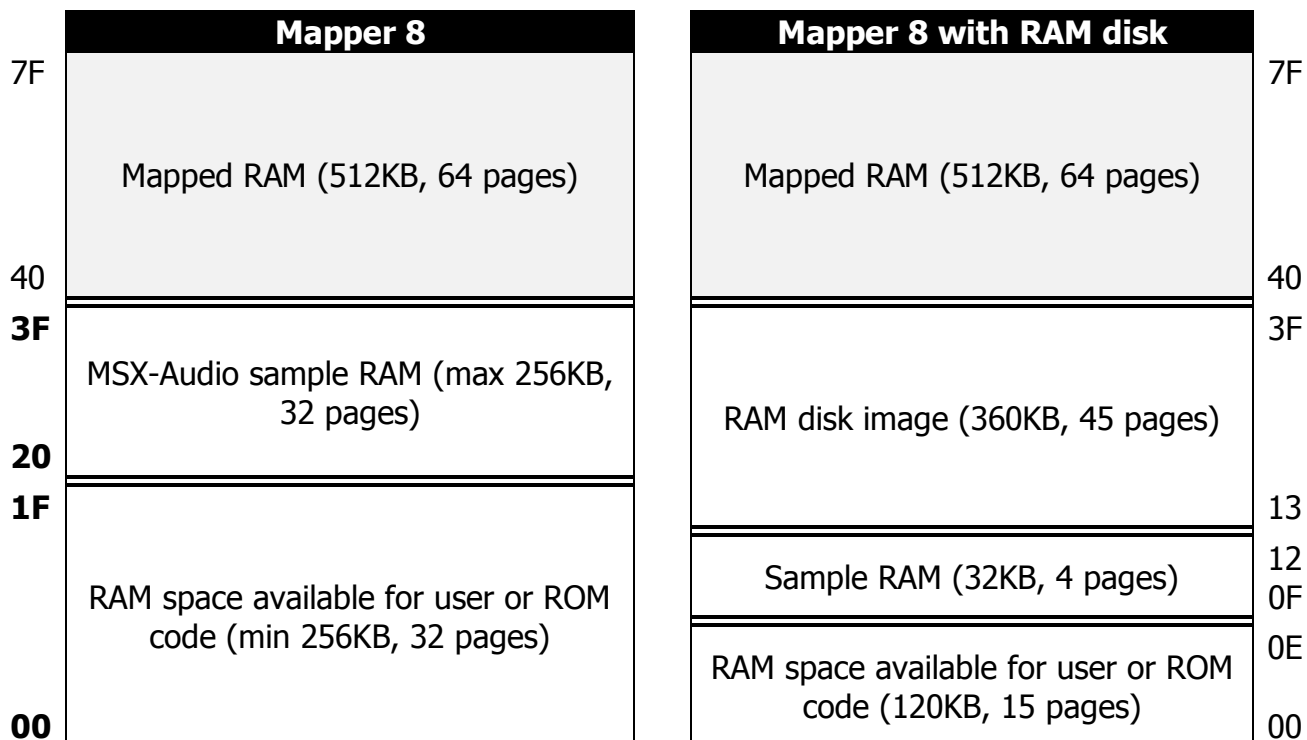 Mapper 8
7F
Mapped RAM (512KB, 64 pages)
40
3F
MSX-Audio sample RAM (max 256KB,
32 pages)
20
1F
RAM space available for user or ROM
code (min 256KB, 32 pages)
00
Mapper 8 with RAM disk
7F
Mapped RAM (512KB, 64 pages)
40
3F
RAM disk image (360KB, 45 pages)
13
12
Sample RAM (32KB, 4 pages)
0F
0E
RAM space available for user or ROM
code (120KB, 15 pages)
00